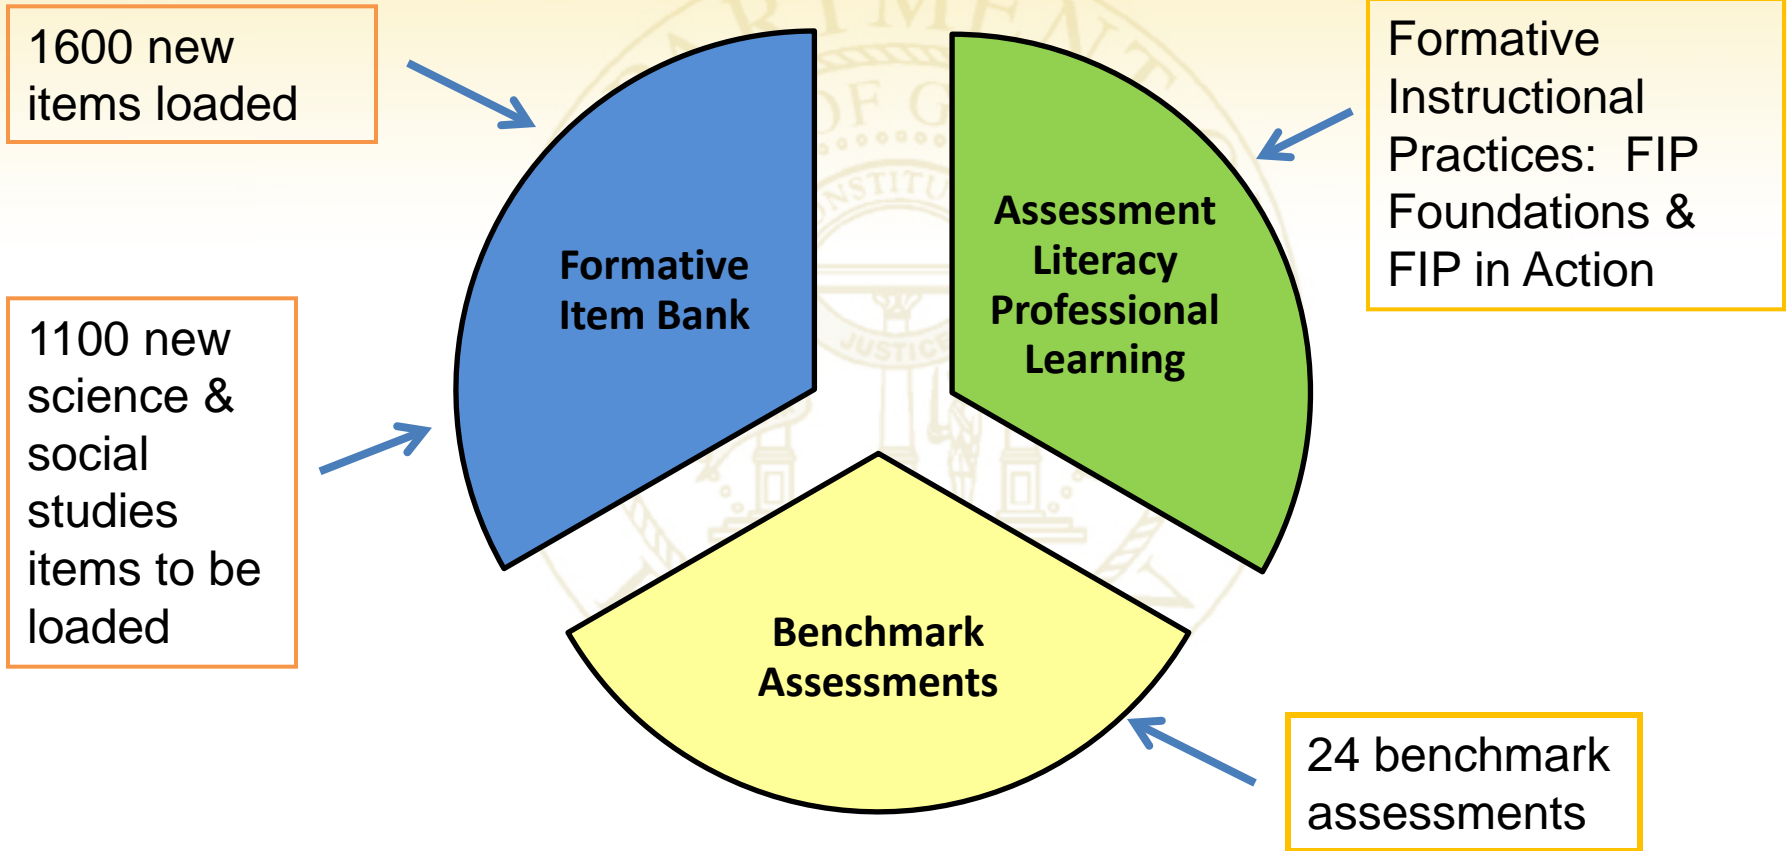 1600 new
items loaded
1100 new
science &
social
studies
items to be
loaded
Formative
Item Bank
Assessment
Literacy
Professional
Learning
Benchmark
Assessments
Formative
Instructional
Practices:  FIP
Foundations &
FIP in Action
24 benchmark
assessments
JUSTICE